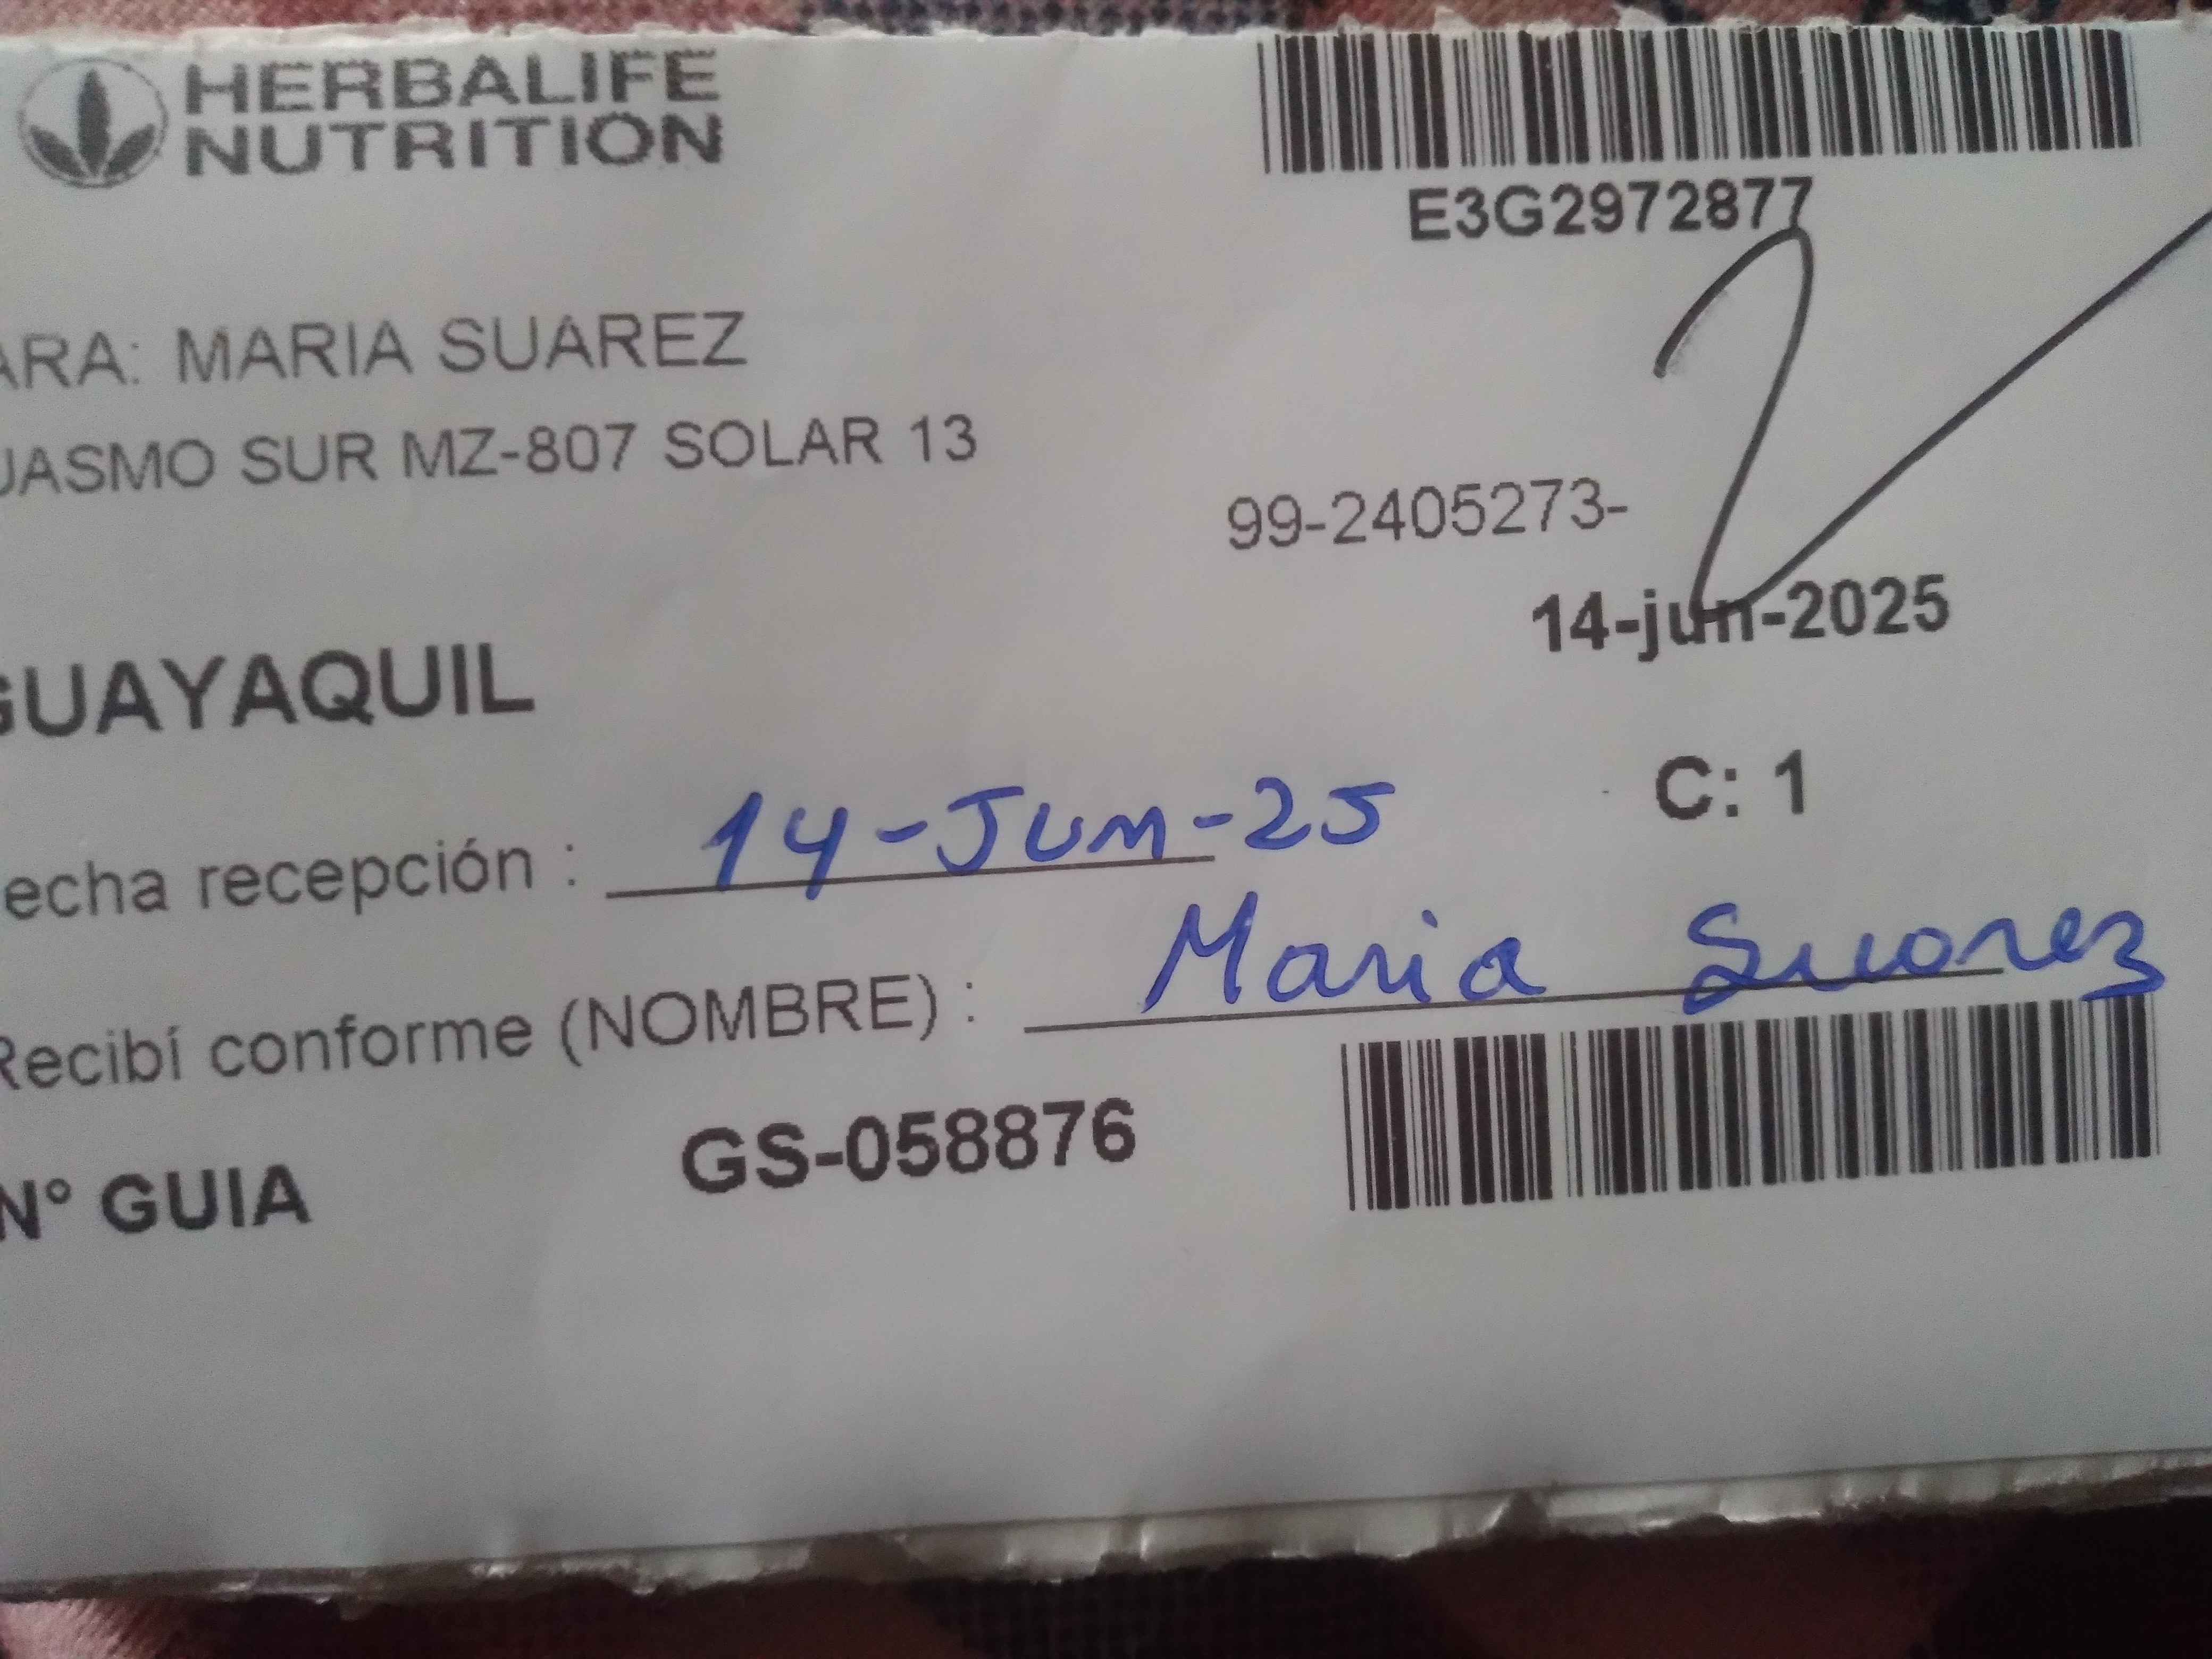 HERBALIFE
NUTRITION
E3G2972877
ARA: MARIA SUAREZ
UASMO SUR MZ-807 SOLAR 13
99-2405273-
14-jun-2025
GUAYAQUIL
C: 1
echa recepción : 14-Jun-25
Recibí conforme (NOMBRE) : Maria Suarez
N° GUIA GS-058876